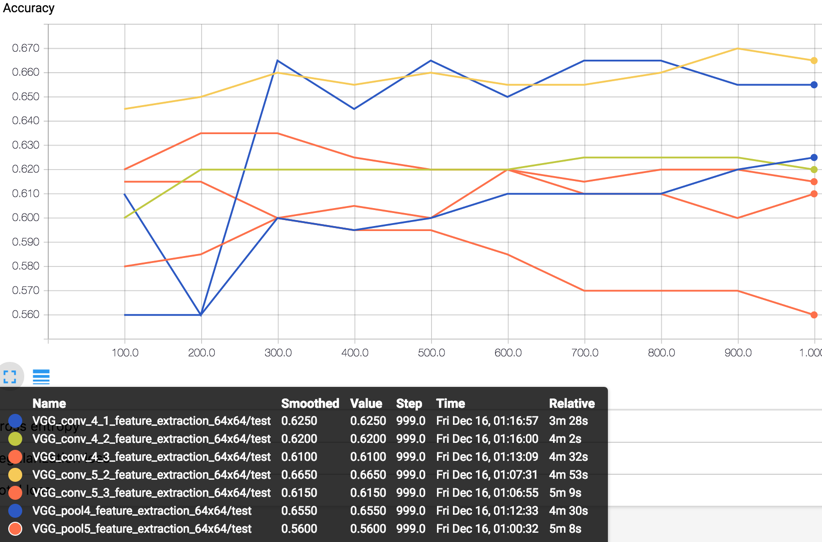 Accuracy
0.670
0.660
0.650
0.640
0.630
0.620
0.610
0.600
0.590
0.580
0.570
0.560
100.0 200.0 300.0 400.0 500.0 600.0 700.0 800.0 900.0 1.000
Name Smoothed Value Step Time Relative
VGG_conv_4_1_feature_extraction_64x64/test 0.6250 0.6250 999.0 Fri Dec 16, 01:16:57 3m 28s
VGG_conv_4_2_feature_extraction_64x64/test 0.6200 0.6200 999.0 Fri Dec 16, 01:16:00 4m 2s
VGG_conv_4_3_feature_extraction_64x64/test 0.6100 0.6100 999.0 Fri Dec 16, 01:13:09 4m 32s
VGG_conv_5_2_feature_extraction_64x64/test 0.6650 0.6650 999.0 Fri Dec 16, 01:07:31 4m 53s
VGG_conv_5_3_feature_extraction_64x64/test 0.6150 0.6150 999.0 Fri Dec 16, 01:06:55 5m 9s
VGG_pool4_feature_extraction_64x64/test 0.6550 0.6550 999.0 Fri Dec 16, 01:12:33 4m 30s
VGG_pool5_feature_extraction_64x64/test 0.5600 0.5600 999.0 Fri Dec 16, 01:00:32 5m 8s